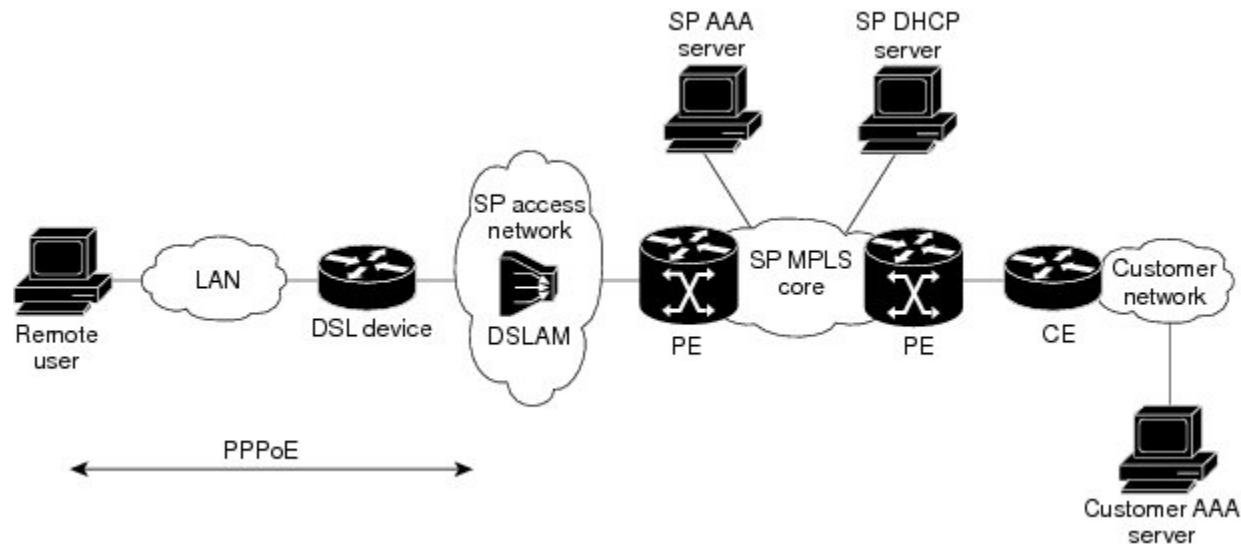 SP AAA
server
SP DHCP
server
SP access
network
DSLAM
LAN
SP MPLS
core
Customer
network
Remote
user
DSL device
PE
PE
CE
PPPoE
Customer AAA
server